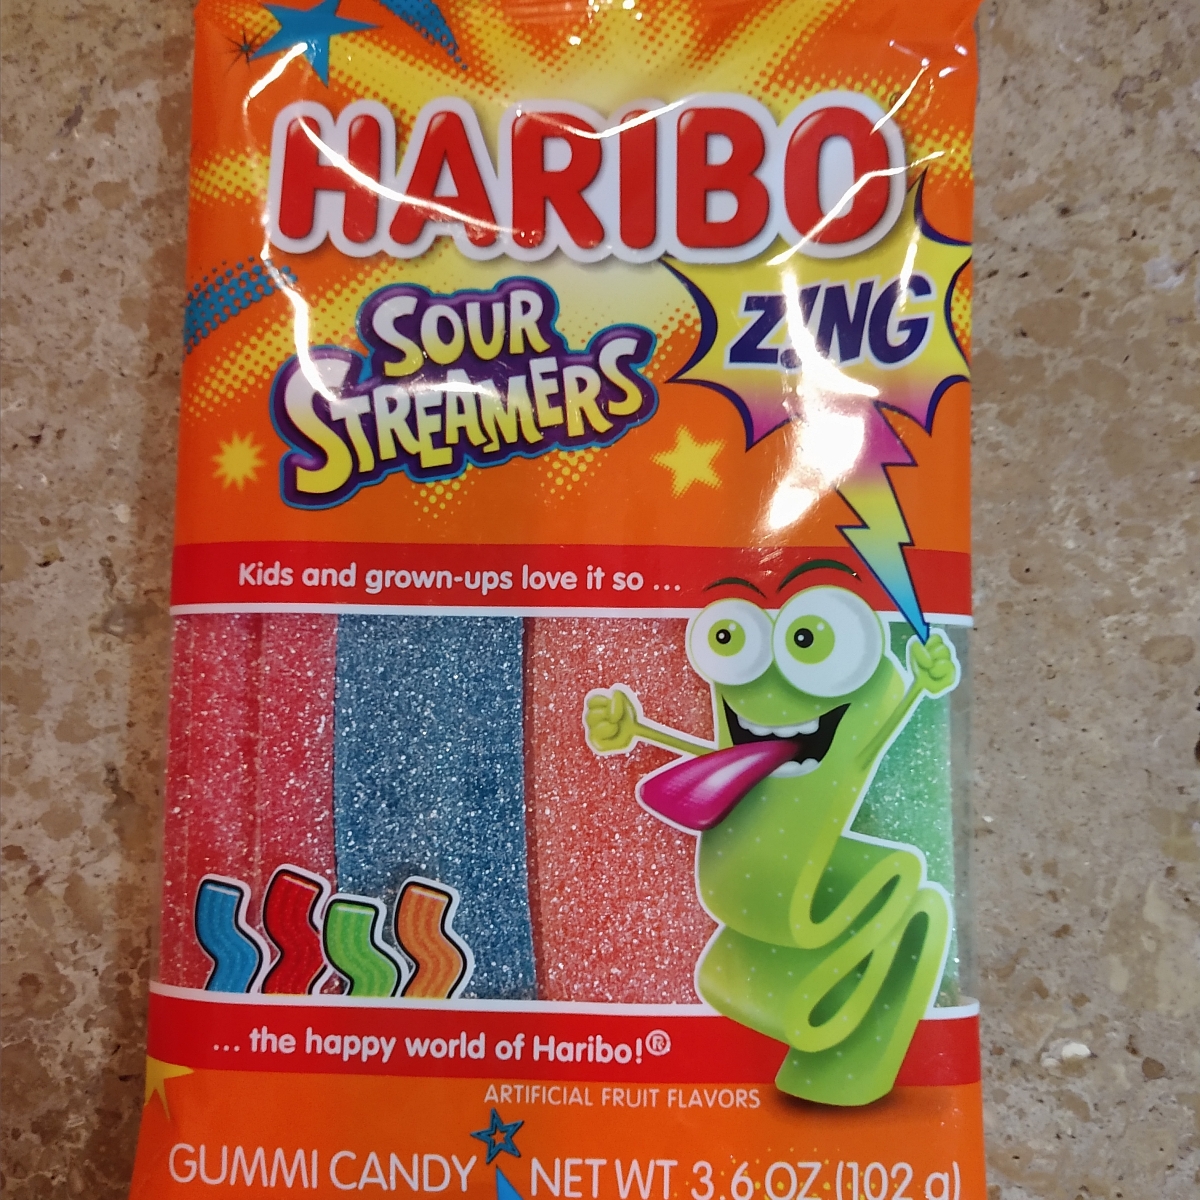 HARIBO
SOUR
STREAMERS
ZING
Kids and grown-ups love it so ...
... the happy world of Haribo!®
ARTIFICIAL FRUIT FLAVORS
GUMMI CANDY NET WT 3.6 OZ (102 g)